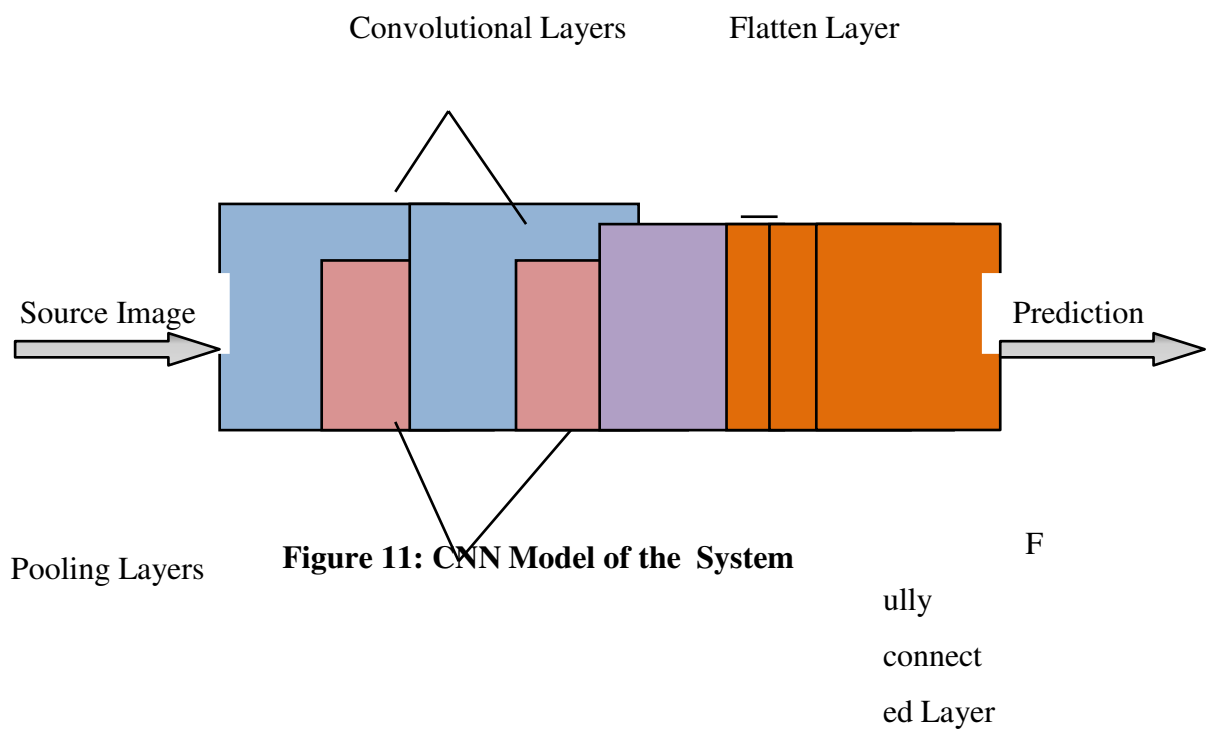 Convolutional Layers
Flatten Layer
Source Image
Prediction
Pooling Layers
Figure 11: CNN Model of the System
F
ully
connect
ed Layer